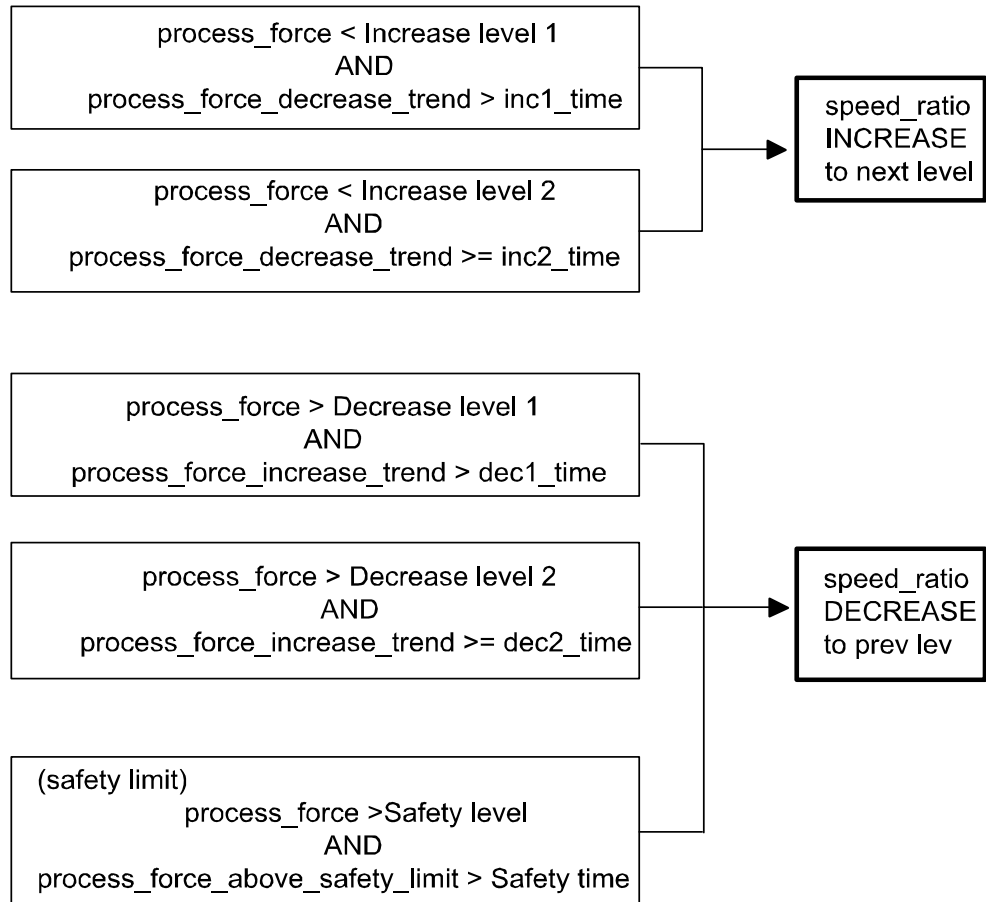 process_force < Increase level 1
AND
process_force_decrease_trend > inc1_time
process_force < Increase level 2
AND
process_force_decrease_trend >= inc2_time
speed_ratio
INCREASE
to next level
process_force > Decrease level 1
AND
process_force_increase_trend > dec1_time
process_force > Decrease level 2
AND
process_force_increase_trend >= dec2_time
(safety limit)
process_force >Safety level
AND
process_force_above_safety_limit > Safety time
speed_ratio
DECREASE
to prev lev